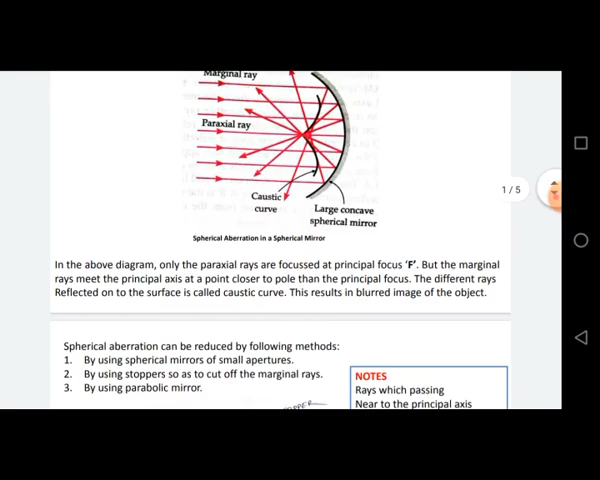 Marginal ray
Paraxial ray
Caustic
curve
Large concave
spherical mirror
1 / 5
Spherical Aberration in a Spherical Mirror
In the above diagram, only the paraxial rays are focussed at principal focus ‘F’. But the marginal
rays meet the principal axis at a point closer to pole than the principal focus. The different rays
Reflected on to the surface is called caustic curve. This results in blurred image of the object.
Spherical aberration can be reduced by following methods:
1. By using spherical mirrors of small apertures.
2. By using stoppers so as to cut off the marginal rays.
3. By using parabolic mirror.
NOTES
Rays which passing
Near to the principal axis